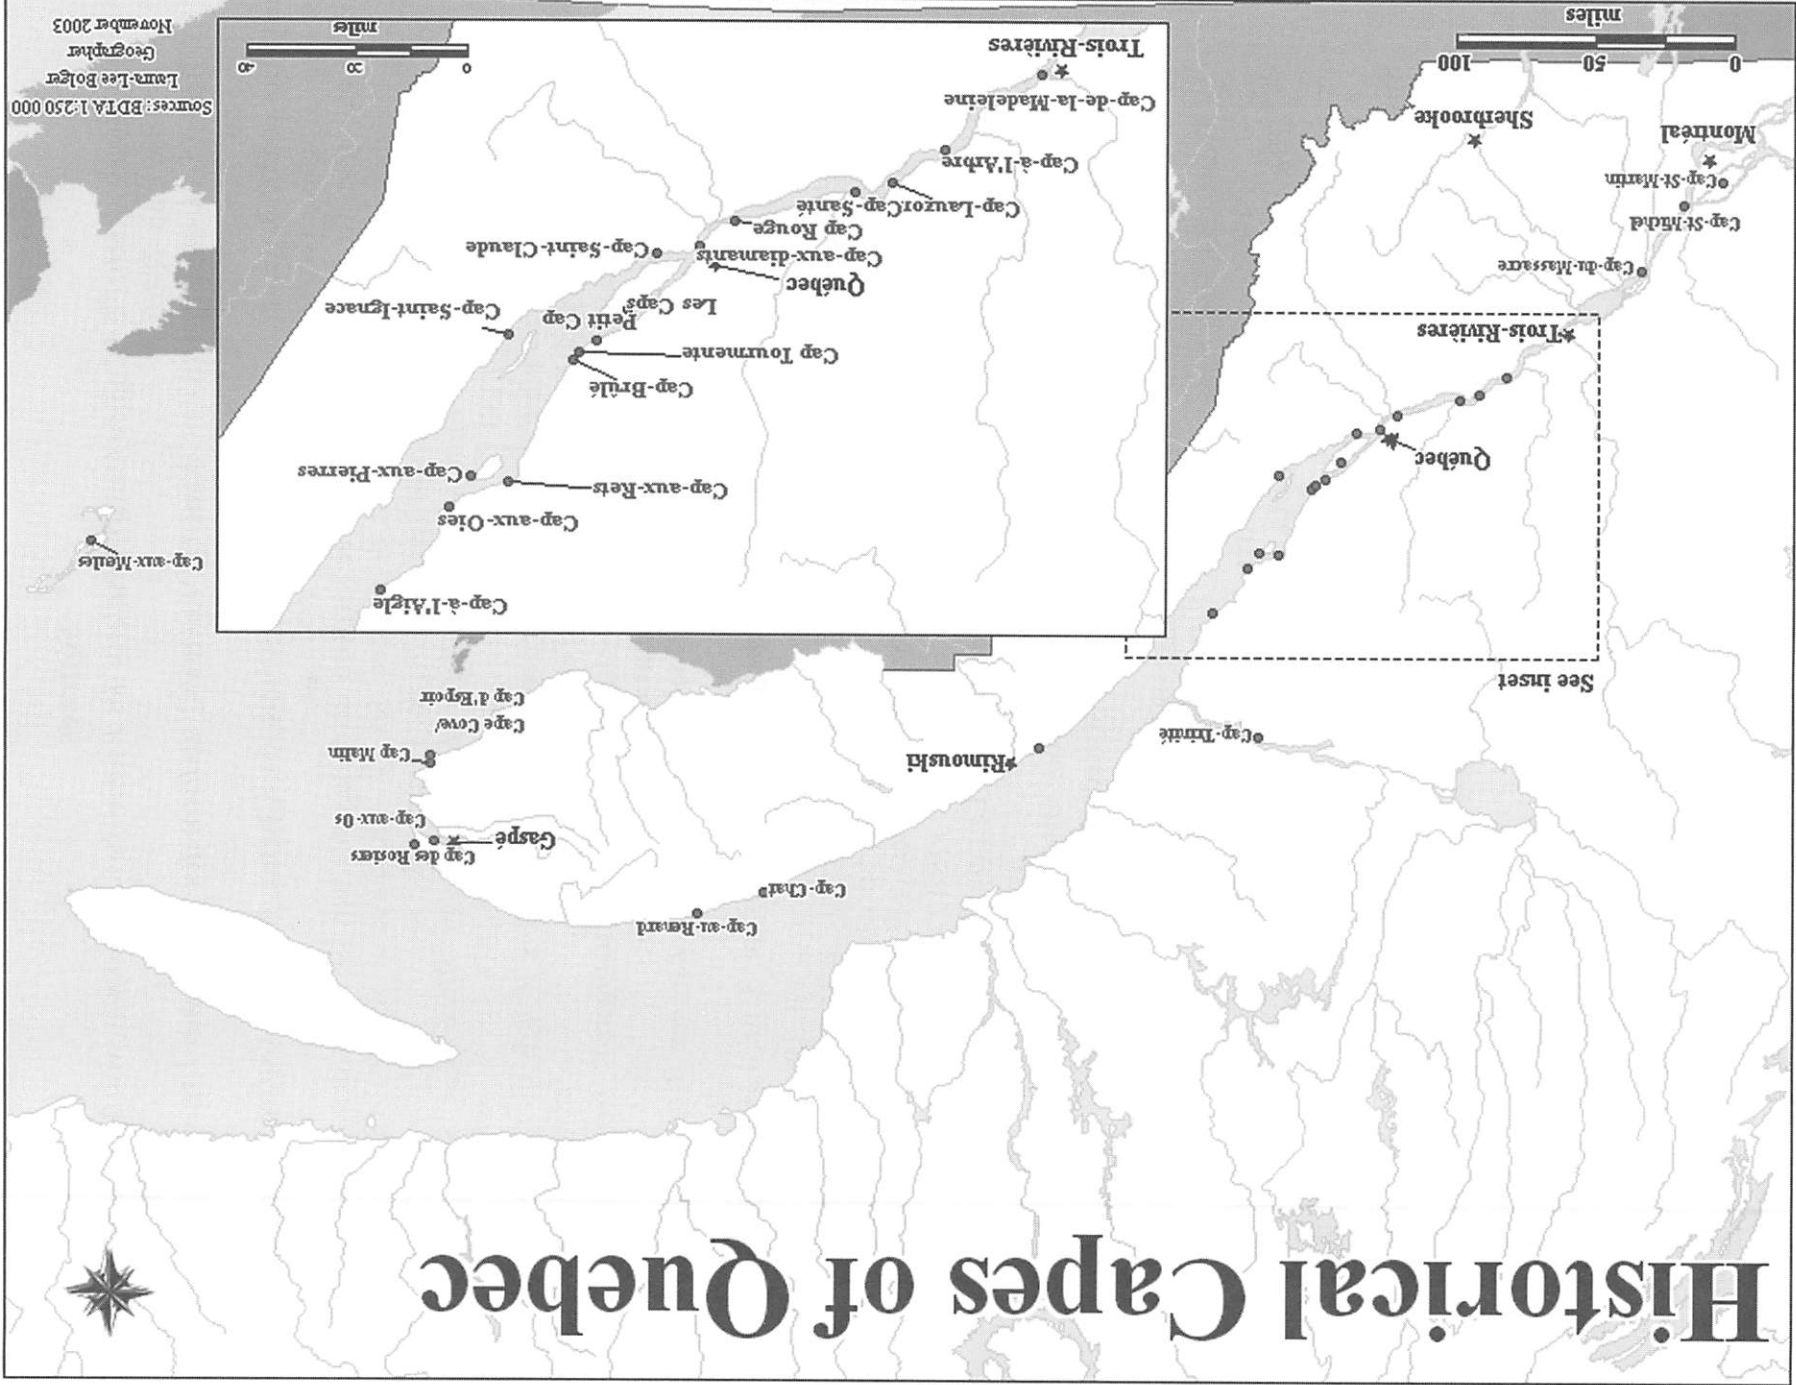 Historical Capes of Quebec
Cap-au-Renard
Cap-Chat
Cap des Rosiers
Gaspé
Cap-aux-Os
Rimouski
Cap Malin
Cap-Trinité
Cape Cove/
Cap d'Espoir
See inset
Cap-aux-Meules
Québec
Trois-Rivières
Cap-du-Massacre
Cap-St-Michel
Cap-St-Martin
Montréal
Sherbrooke
0 50 100
miles
Cap-à-l'Aigle
Cap-aux-Oies
Cap-aux-Rets
Cap-aux-Pierres
Cap-Brûlé
Cap Tourmente
Petit Cap
Les Caps
Cap-Saint-Ignace
Québec
Cap-aux-diamants
Cap-Saint-Claude
Cap Rouge
Cap-Santé
Cap-Lauzon
Cap-à-l'Arbre
Cap-de-la-Madeleine
Trois-Rivières
0 20 40
miles
Sources: BDTA 1:250 000
Laura-Lee Bolger
Geographer
November 2003